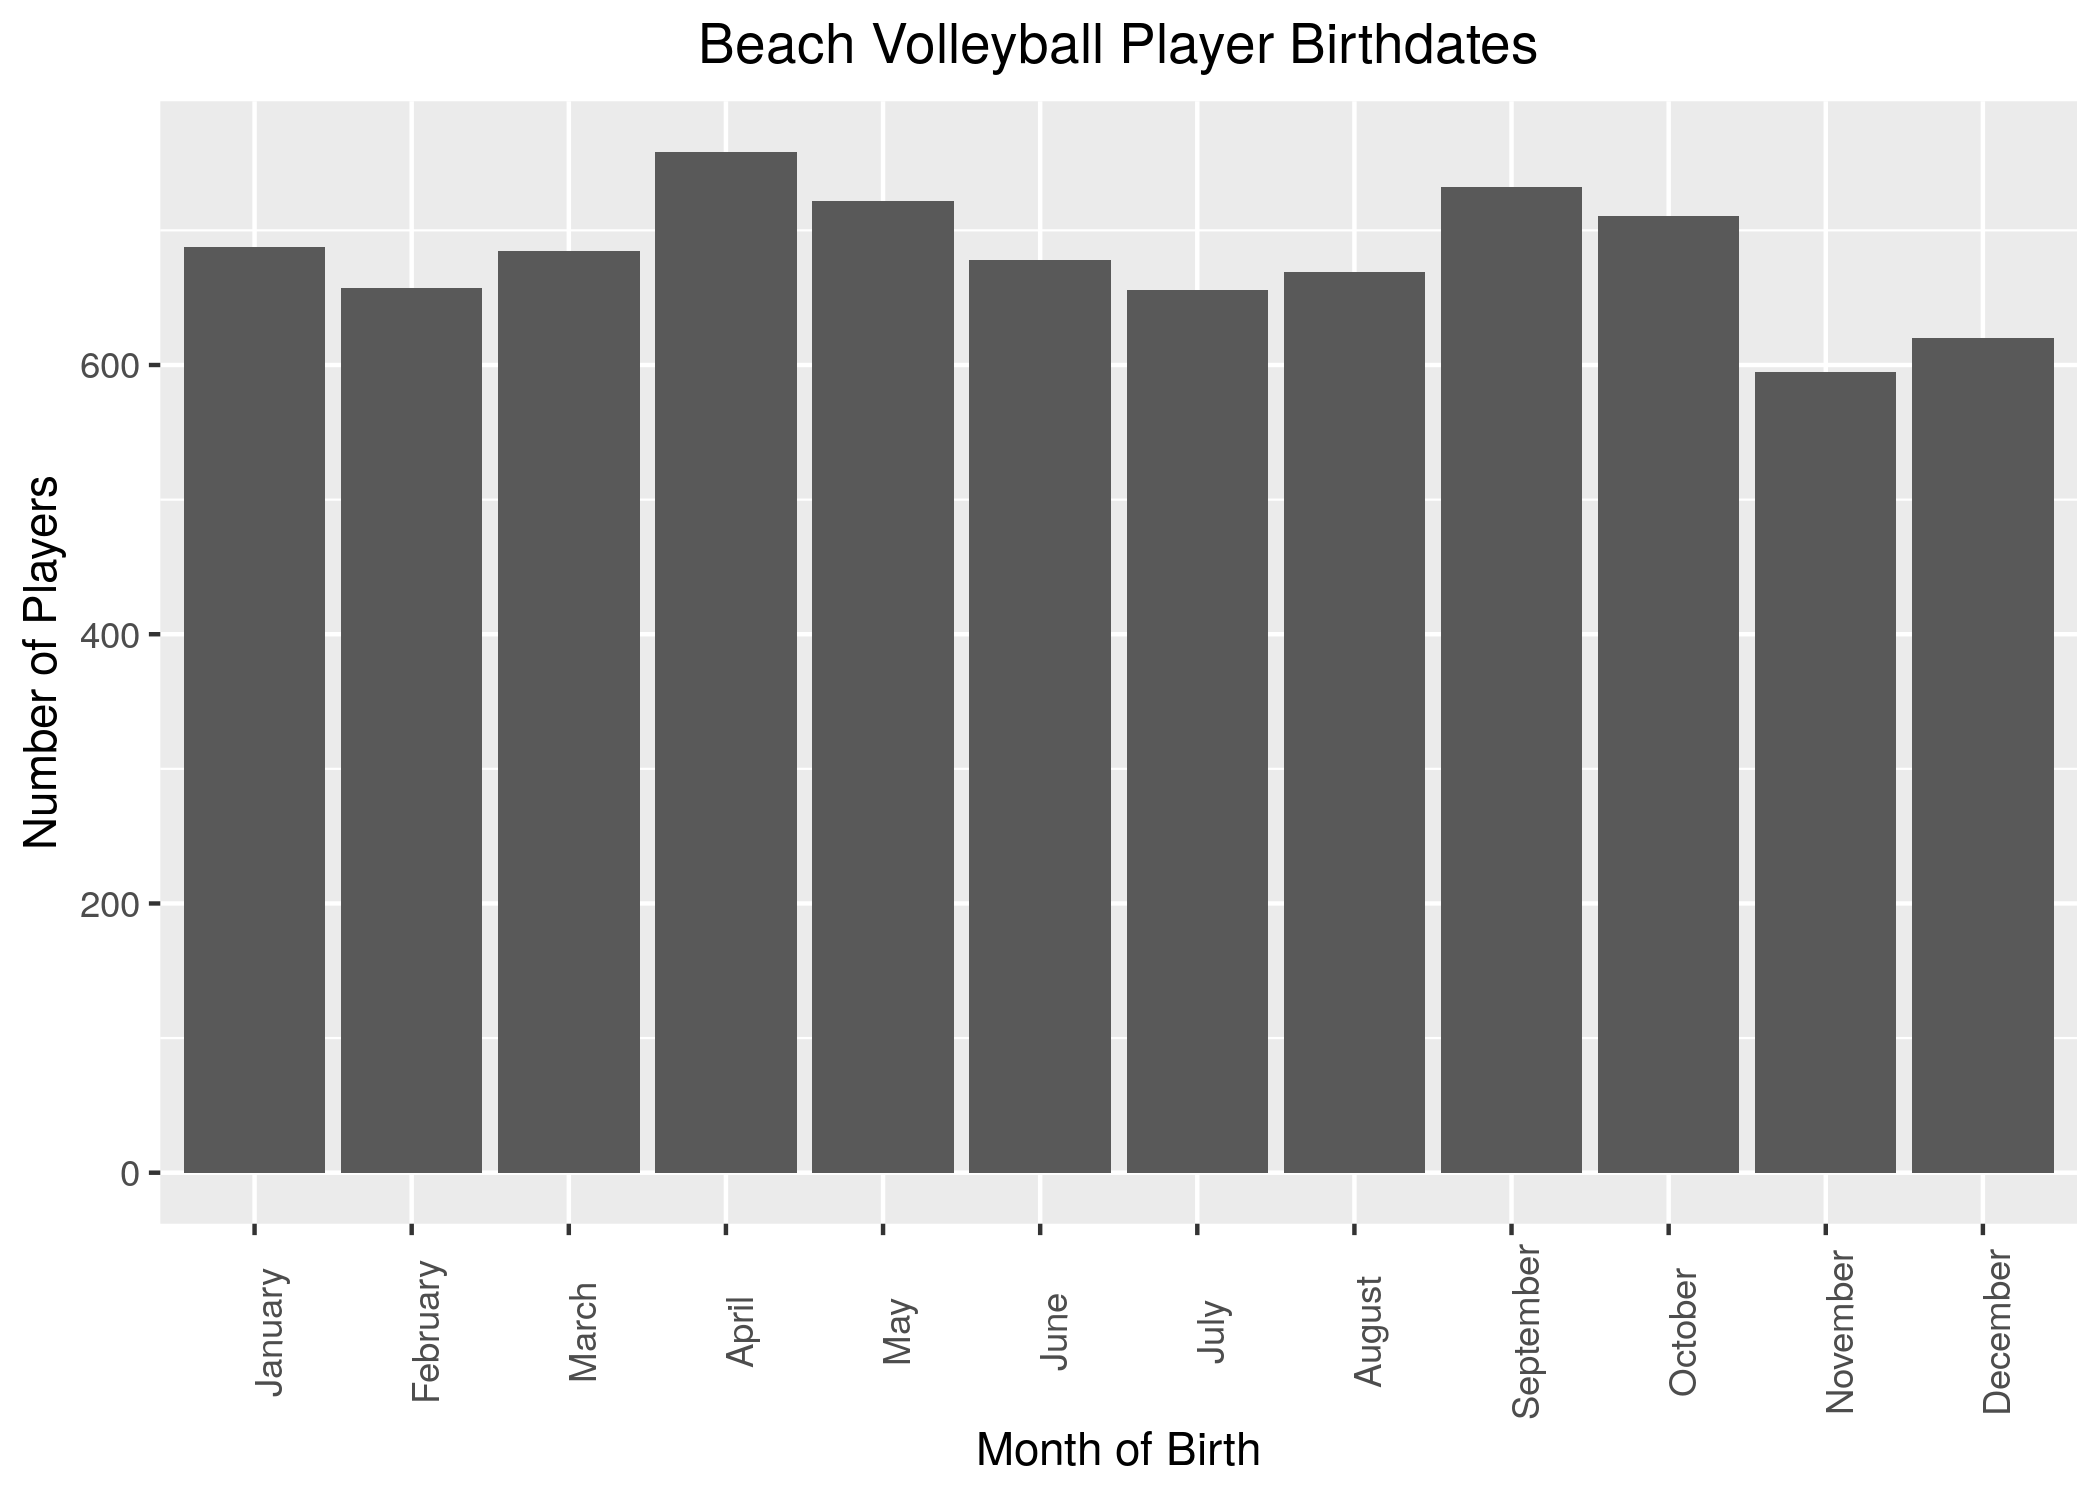 Beach Volleyball Player Birthdates
Number of Players
600
400
200
0
January
February
March
April
May
June
July
August
September
October
November
December
Month of Birth